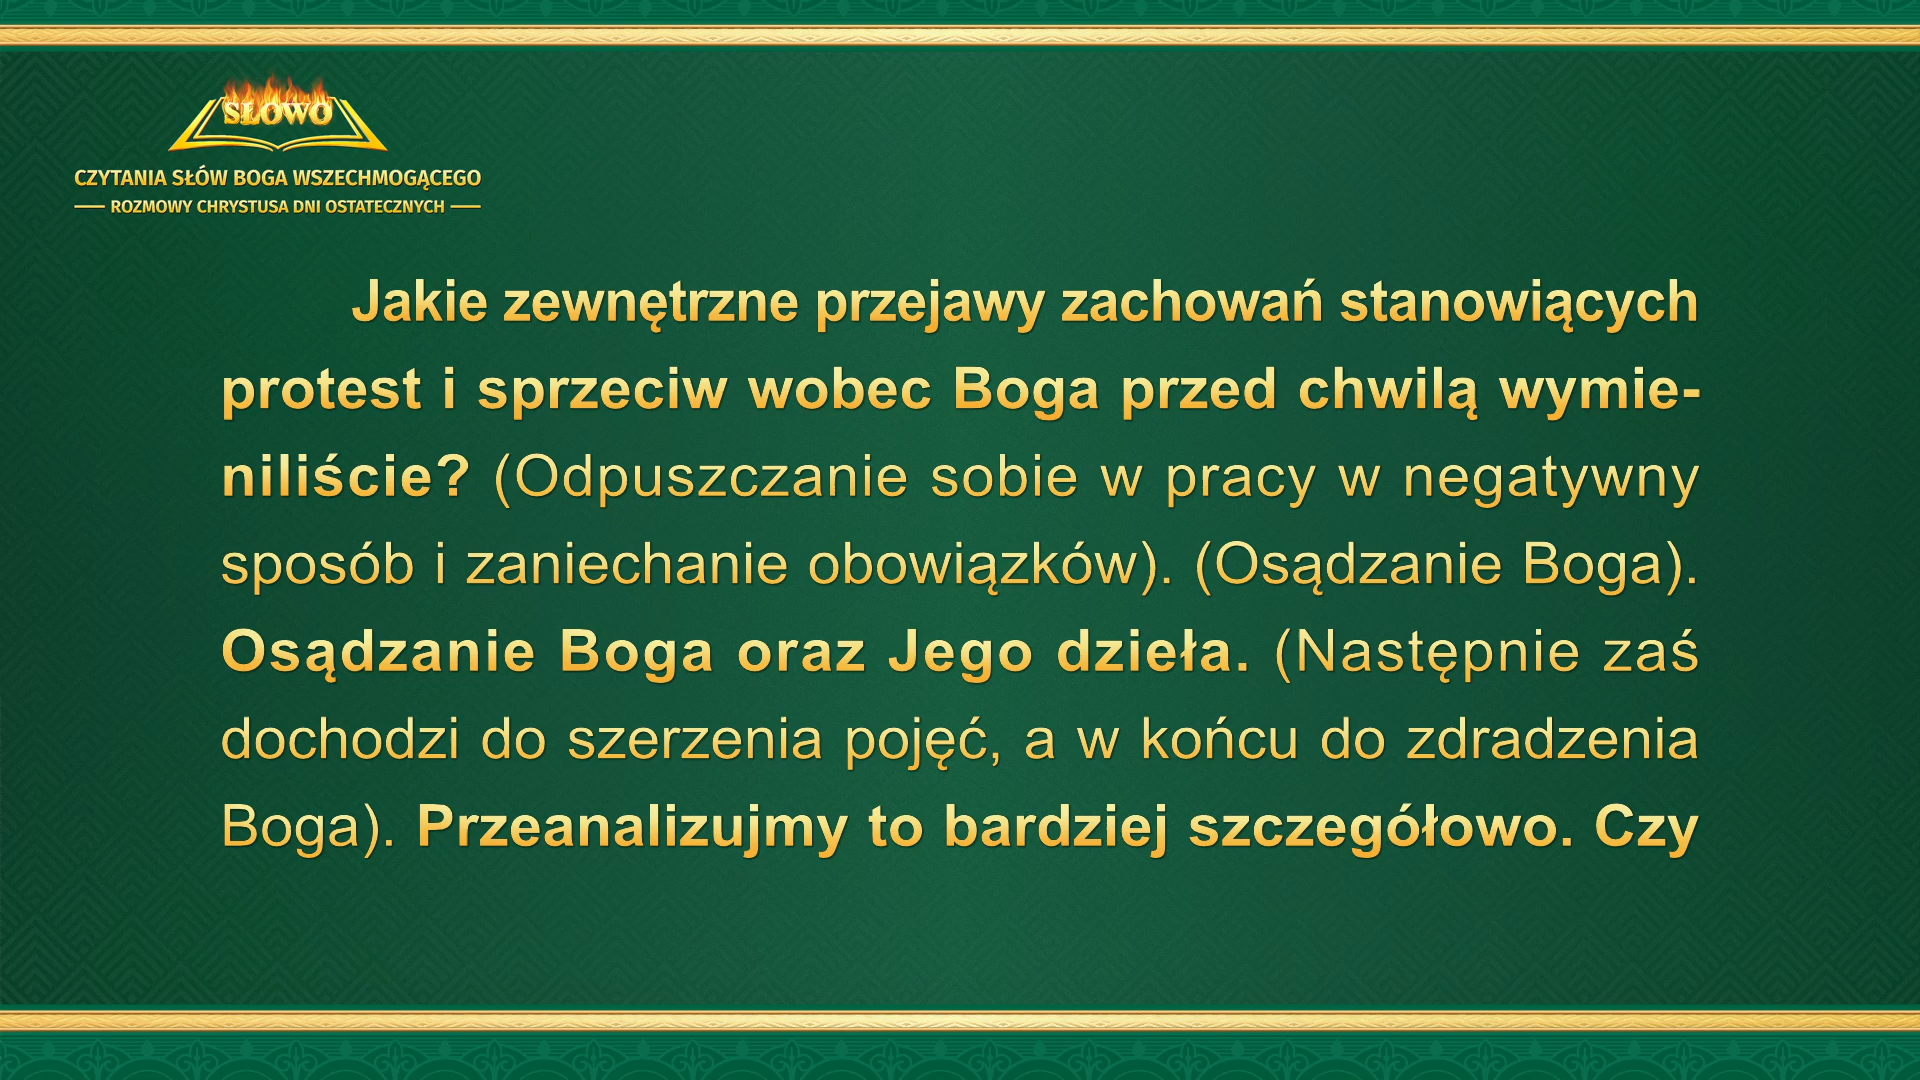 SŁOWO
CZYTANIA SŁÓW BOGA WSZECHMOGĄCEGO
ROZMOWY CHRYSTUSA DNI OSTATECZNYCH
Jakie zewnętrzne przejawy zachowań stanowiących
protest i sprzeciw wobec Boga przed chwilą wymie-
niliście? (Odpuszczanie sobie w pracy w negatywny
sposób i zaniechanie obowiązków). (Osądzanie Boga).
Osądzanie Boga oraz Jego dzieła. (Następnie zaś
dochodzi do szerzenia pojęć, a w końcu do zdradzenia
Boga). Przeanalizujmy to bardziej szczegółowo. Czy